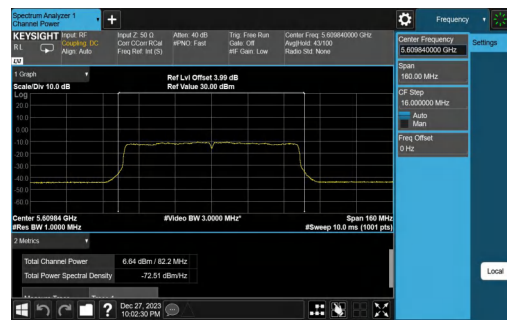 Spectrum Analyzer 1
Channel Power
+
Frequency
KEYSIGHT
RL
LXI
Input: RF
Coupling: DC
Align: Auto
Input Z: 50 Ω
Corr CCorr RCal
Freq Ref: Int (S)
Atten: 40 dB
#PNO: Fast
Trig: Free Run
Gate: Off
#IF Gain: Low
Center Freq: 5.609840000 GHz
Avg|Hold: 43/100
Radio Std: None
Center Frequency
5.609840000 GHz
Settings
Span
160.00 MHz
CF Step
16.000000 MHz
Auto
Man
Freq Offset
0 Hz
Local
1 Graph
Scale/Div 10.0 dB
Ref Lvl Offset 3.99 dB
Ref Value 30.00 dBm
Log
20.0
10.0
0.00
-10.0
-20.0
-30.0
-40.0
-50.0
-60.0
Center 5.60984 GHz
#Res BW 1.0000 MHz
#Video BW 3.0000 MHz*
Span 160 MHz
#Sweep 10.0 ms (1001 pts)
2 Metrics
Total Channel Power 6.64 dBm / 82.2 MHz
Total Power Spectral Density -72.51 dBm/Hz
?
Dec 27, 2023
10:02:30 PM